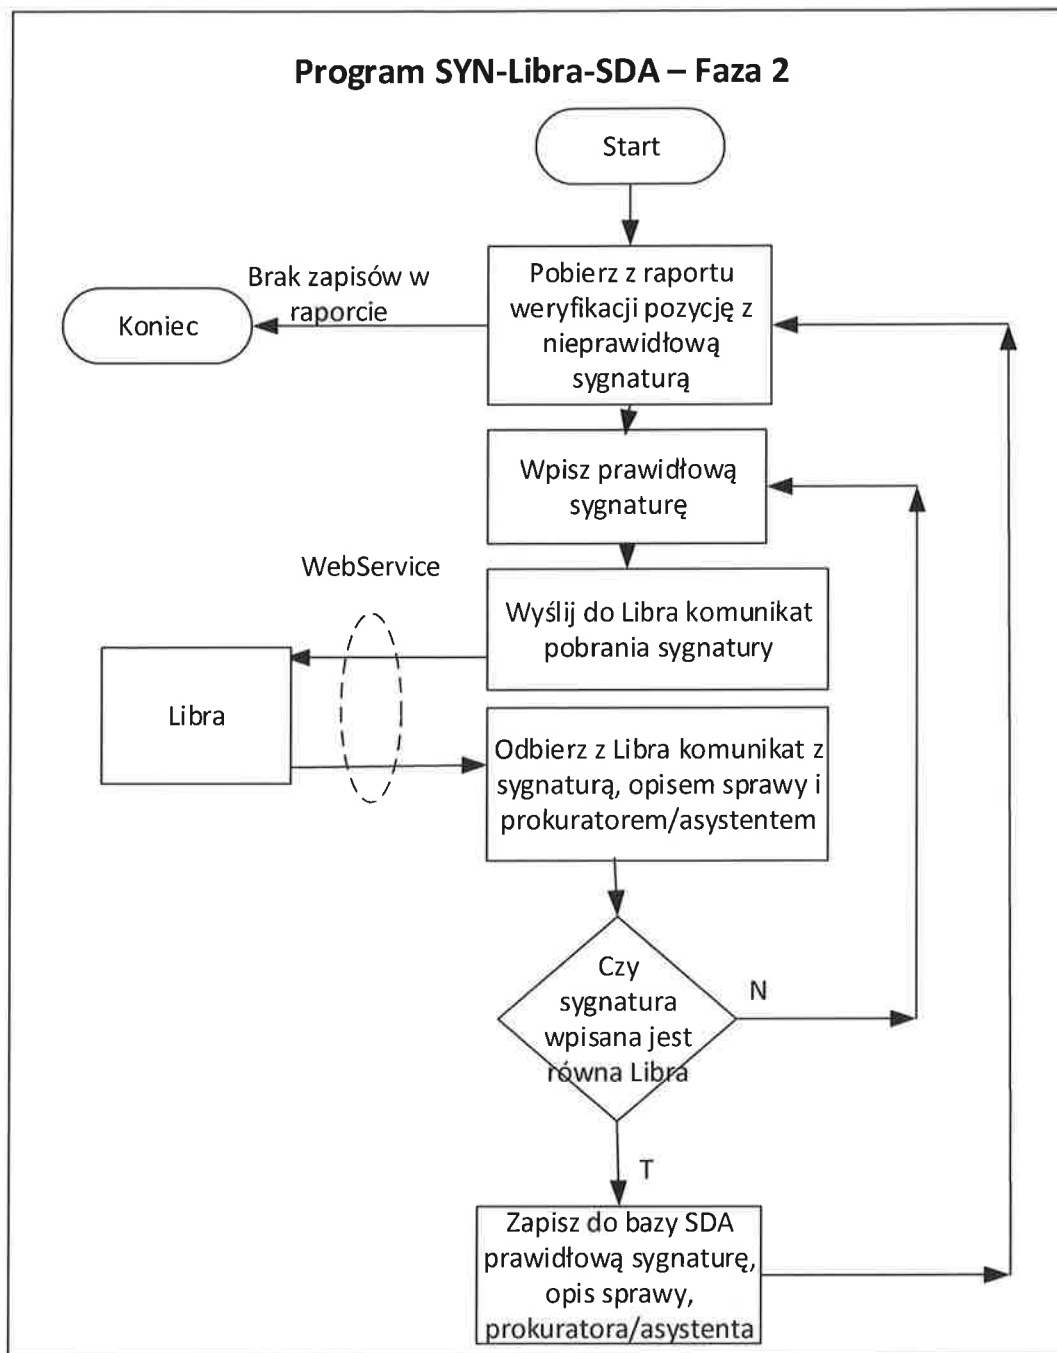 Program SYN-Libra-SDA – Faza 2
Start
Pobierz z raportu
weryfikacji pozycję z
nieprawidłową
sygnaturą
Brak zapisów w
raporcie
Koniec
Wpisz prawidłową
sygnaturę
WebService
Wyślij do Libra komunikat
pobrania sygnatury
Libra
Odbierz z Libra komunikat z
sygnaturą, opisem sprawy i
prokuratorem/asystentem
Czy
sygnatura
wpisana jest
równa Libra
N
T
Zapisz do bazy SDA
prawidłową sygnaturę,
opis sprawy,
prokuratora/asystenta